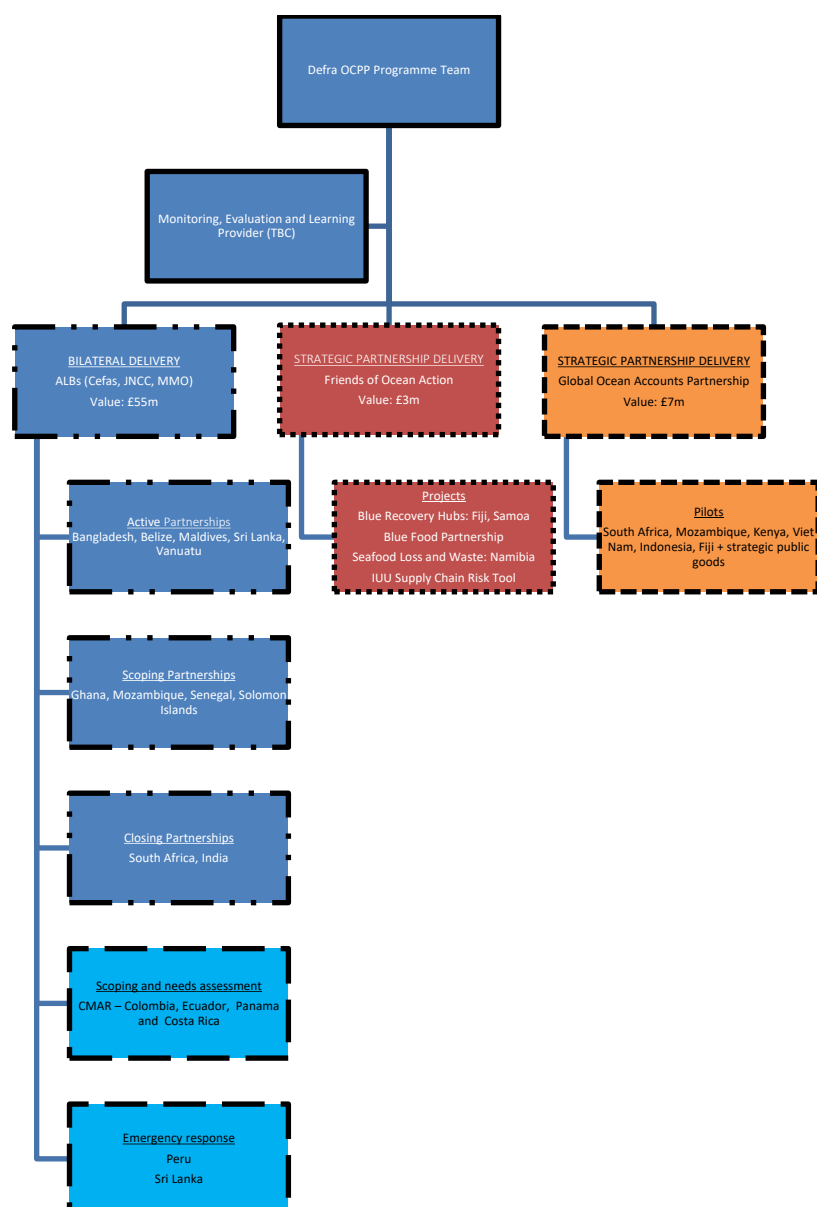 Defra OCPP Programme Team
Monitoring, Evaluation and Learning
Provider (TBC)
BILATERAL DELIVERY
ALBs (Cefas, JNCC, MMO)
Value: £55m
STRATEGIC PARTNERSHIP DELIVERY
Friends of Ocean Action
Value: £3m
STRATEGIC PARTNERSHIP DELIVERY
Global Ocean Accounts Partnership
Value: £7m
Active Partnerships
Bangladesh, Belize, Maldives, Sri Lanka,
Vanuatu
Projects
Blue Recovery Hubs: Fiji, Samoa
Blue Food Partnership
Seafood Loss and Waste: Namibia
IUU Supply Chain Risk Tool
Pilots
South Africa, Mozambique, Kenya, Viet
Nam, Indonesia, Fiji + strategic public
goods
Scoping Partnerships
Ghana, Mozambique, Senegal, Solomon
Islands
Closing Partnerships
South Africa, India
Scoping and needs assessment
CMAR – Colombia, Ecuador, Panama
and Costa Rica
Emergency response
Peru
Sri Lanka